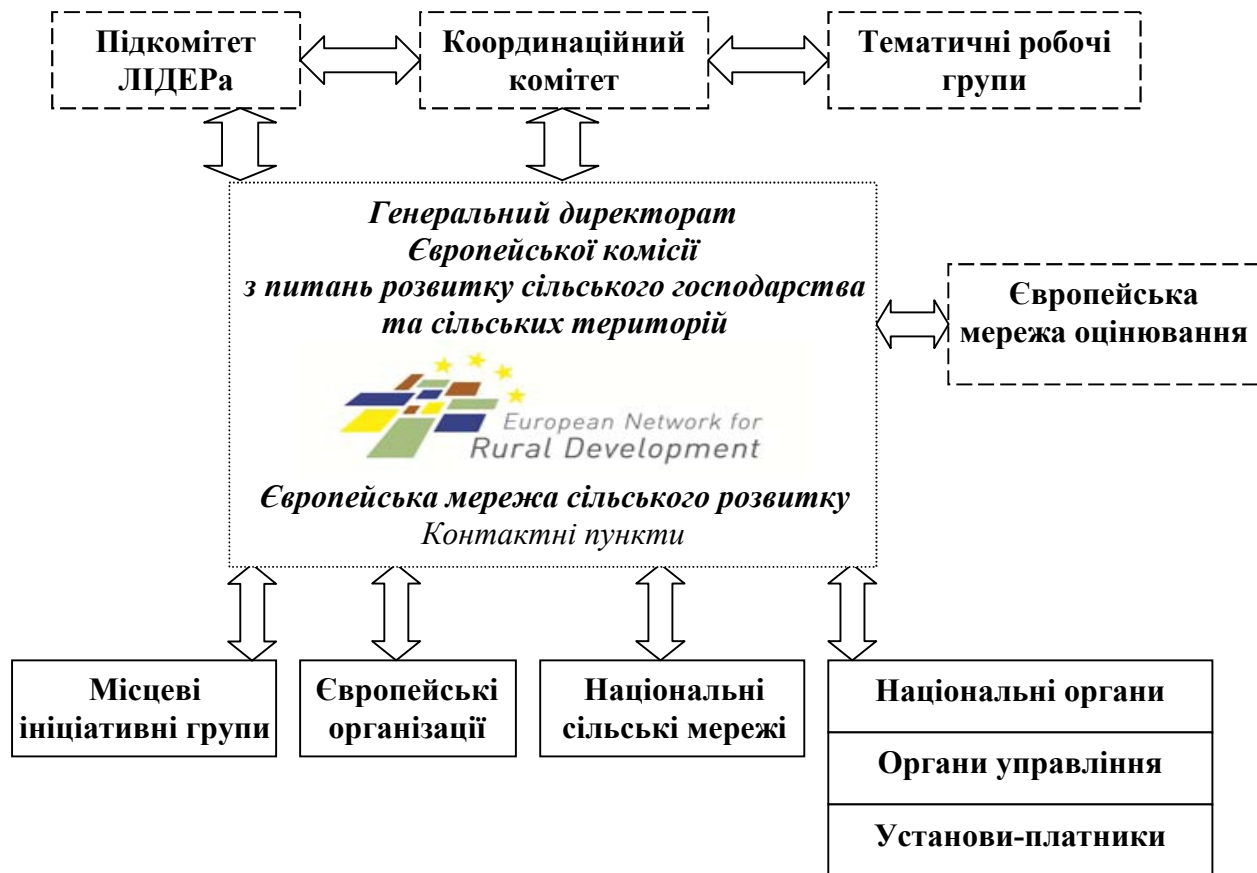 Підкомітет
ЛІДЕРа
Координаційний
комітет
Тематичні робочі
групи
Генеральний директорат
Європейської комісії
з питань розвитку сільського господарства
та сільських територій
Європейська
мережа оцінювання
European Network for
Rural Development
Європейська мережа сільського розвитку
Контактні пункти
Місцеві
ініціативні групи
Європейські
організації
Національні
сільські мережі
Національні органи
Органи управління
Установи-платники